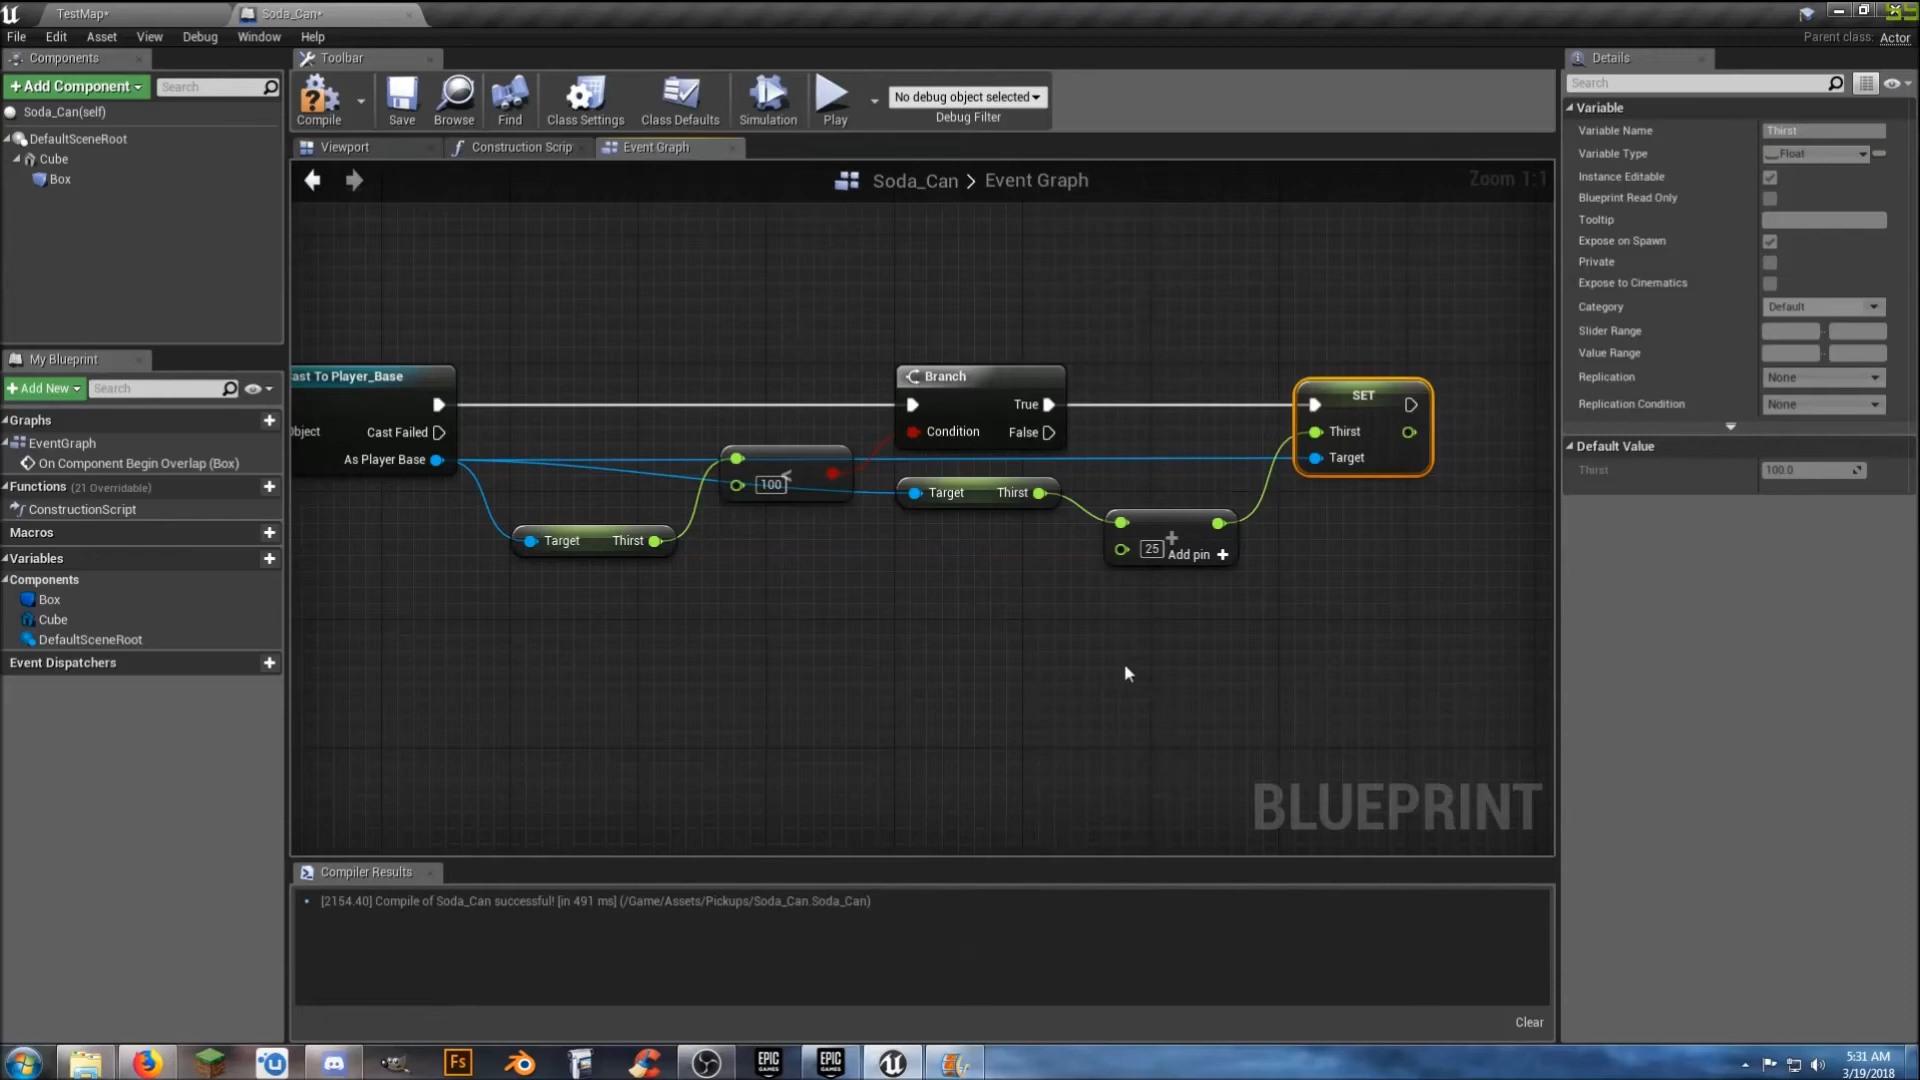 TestMap*
Soda_Can*
File Edit Asset View Debug Window Help
Parent class: Actor
Components
+ Add Component
Search
Soda_Can(self)
DefaultSceneRoot
Cube
Box
My Blueprint
+ Add New
Search
Graphs
EventGraph
On Component Begin Overlap (Box)
Functions (21 Overridable)
ConstructionScript
Macros
Variables
Components
Box
Cube
DefaultSceneRoot
Event Dispatchers
Toolbar
Compile
Save
Browse
Find
Class Settings
Class Defaults
Simulation
Play
No debug object selected
Debug Filter
Viewport
Construction Scrip
Event Graph
Soda_Can > Event Graph
Zoom 1:1
ast To Player_Base
Object
Cast Failed
As Player Base
Target Thirst
100
<
Branch
True
Condition False
Target Thirst
25
+
Add pin +
SET
Thirst
Target
BLUEPRINT
Compiler Results
[2154.40] Compile of Soda_Can successful! [in 491 ms] (/Game/Assets/Pickups/Soda_Can.Soda_Can)
Clear
Details
Search
Variable
Variable Name Thirst
Variable Type Float
Instance Editable
Blueprint Read Only
Tooltip
Expose on Spawn
Private
Expose to Cinematics
Category Default
Slider Range
Value Range
Replication None
Replication Condition None
Default Value
Thirst 100.0
Fs
EPIC
GAMES
EPIC
GAMES
5:31 AM
3/19/2018